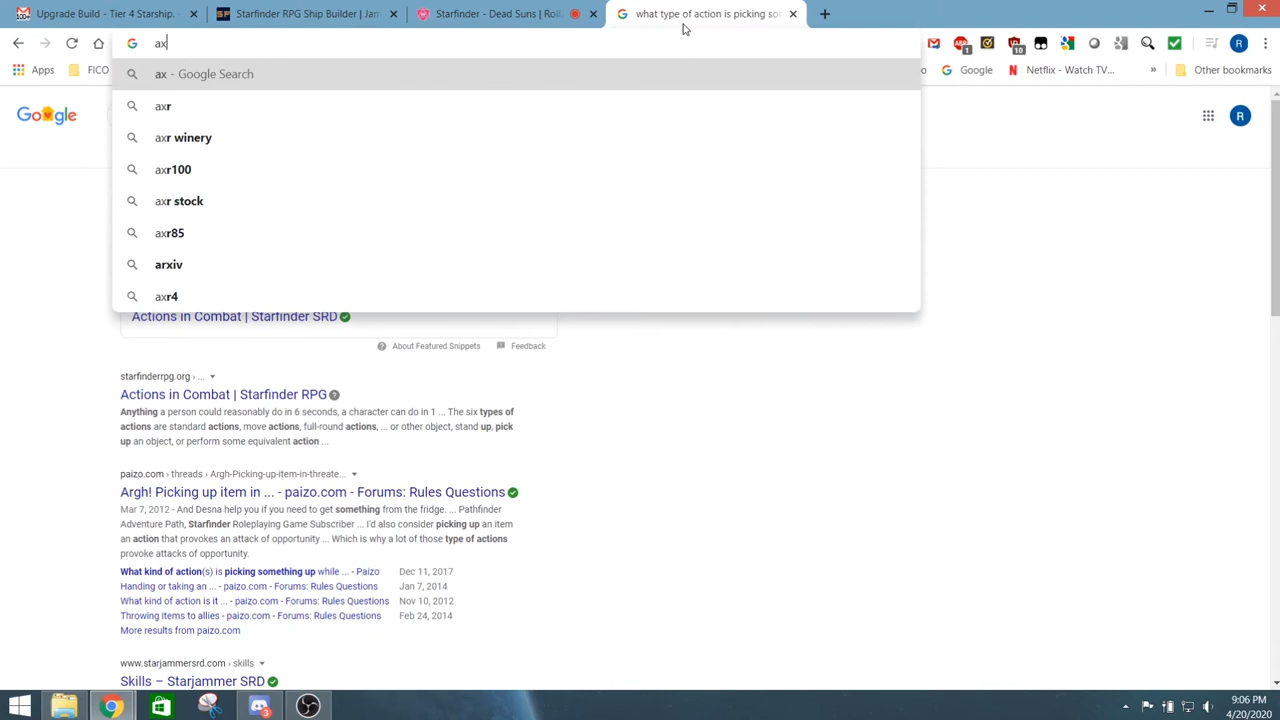 100+
Upgrade Build - Tier 4 Starship.
Starfinder RPG Ship Builder | Jam
Starfinder - Dead Suns | Roll
what type of action is picking so
ax
1
10
R
Apps
FICO
Google
Netflix - Watch TV...
»
Other bookmarks
ax - Google Search
Google
R
axr
axr winery
axr100
axr stock
axr85
arxiv
axr4
Actions in Combat | Starfinder SRD
About Featured Snippets
Feedback
starfinderrpg.org › ...
Actions in Combat | Starfinder RPG
Anything a person could reasonably do in 6 seconds, a character can do in 1 ... The six types of
actions are standard actions, move actions, full-round actions, ... or other object, stand up, pick
up an object, or perform some equivalent action ...
paizo.com › threads › Argh-Picking-up-item-in-threate...
Argh! Picking up item in ... - paizo.com - Forums: Rules Questions
Mar 7, 2012 - And Desna help you if you need to get something from the fridge. ... Pathfinder
Adventure Path, Starfinder Roleplaying Game Subscriber ... I'd also consider picking up an item
an action that provokes an attack of opportunity ... Which is why a lot of those type of actions
provoke attacks of opportunity.
What kind of action(s) is picking something up while ... - Paizo Dec 11, 2017
Handing or taking an ... - paizo.com - Forums: Rules Questions Jan 7, 2014
What kind of action is it ... - paizo.com - Forums: Rules Questions Nov 10, 2012
Throwing items to allies - paizo.com - Forums: Rules Questions Feb 24, 2014
More results from paizo.com
www.starjammersrd.com › skills
Skills – Starjammer SRD
3
9:06 PM
4/20/2020